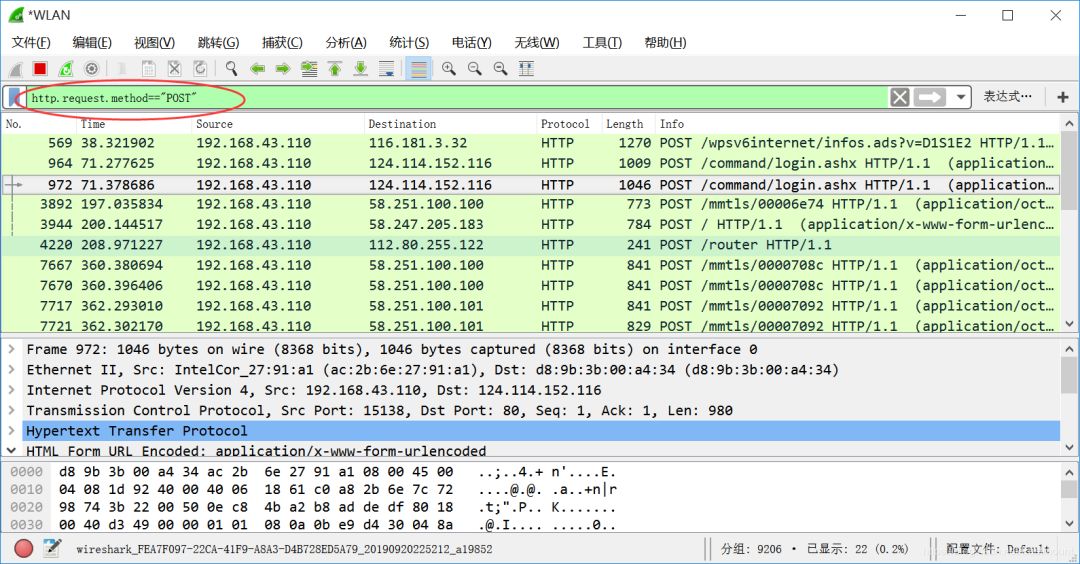 *WLAN
文件(F) 编辑(E) 视图(V) 跳转(G) 捕获(C) 分析(A) 统计(S) 电话(Y) 无线(W) 工具(T) 帮助(H)
http.request.method=="POST" 表达式…
No. Time Source Destination Protocol Length Info
569 38.321902 192.168.43.110 116.181.3.32 HTTP 1270 POST /wpsv6internet/infos.ads?v=D1S1E2 HTTP/1.1…
964 71.277625 192.168.43.110 124.114.152.116 HTTP 1009 POST /command/login.ashx HTTP/1.1 (application…
972 71.378686 192.168.43.110 124.114.152.116 HTTP 1046 POST /command/login.ashx HTTP/1.1 (application…
3892 197.035834 192.168.43.110 58.251.100.100 HTTP 773 POST /mmtls/00006e74 HTTP/1.1 (application/oct…
3944 200.144517 192.168.43.110 58.247.205.183 HTTP 784 POST / HTTP/1.1 (application/x-www-form-urlenc…
4220 208.971227 192.168.43.110 112.80.255.122 HTTP 241 POST /router HTTP/1.1
7667 360.380694 192.168.43.110 58.251.100.100 HTTP 841 POST /mmtls/0000708c HTTP/1.1 (application/oct…
7670 360.396406 192.168.43.110 58.251.100.100 HTTP 841 POST /mmtls/0000708c HTTP/1.1 (application/oct…
7717 362.293010 192.168.43.110 58.251.100.101 HTTP 841 POST /mmtls/00007092 HTTP/1.1 (application/oct…
7721 362.302170 192.168.43.110 58.251.100.101 HTTP 829 POST /mmtls/00007092 HTTP/1.1 (application/oct…
Frame 972: 1046 bytes on wire (8368 bits), 1046 bytes captured (8368 bits) on interface 0
Ethernet II, Src: IntelCor_27:91:a1 (ac:2b:6e:27:91:a1), Dst: d8:9b:3b:00:a4:34 (d8:9b:3b:00:a4:34)
Internet Protocol Version 4, Src: 192.168.43.110, Dst: 124.114.152.116
Transmission Control Protocol, Src Port: 15138, Dst Port: 80, Seq: 1, Ack: 1, Len: 980
Hypertext Transfer Protocol
HTML Form URL Encoded: application/x-www-form-urlencoded
0000 d8 9b 3b 00 a4 34 ac 2b 6e 27 91 a1 08 00 45 00 ..;..4.+ n'....E.
0010 04 08 1d 92 40 00 40 06 18 61 c0 a8 2b 6e 7c 72 ....@.@. .a..+n|r
0020 98 74 3b 22 00 50 0e c8 4b a2 b8 ad de df 80 18 .t;".P.. K.......
0030 00 40 d3 49 00 00 01 01 08 0a 0b e9 d4 30 04 8a .@.I.... .....0..
wireshark_FEA7F097-22CA-41F9-A8A3-D4B728ED5A79_20190920225212_a19852 分组: 9206 · 已显示: 22 (0.2%) 配置文件: Default